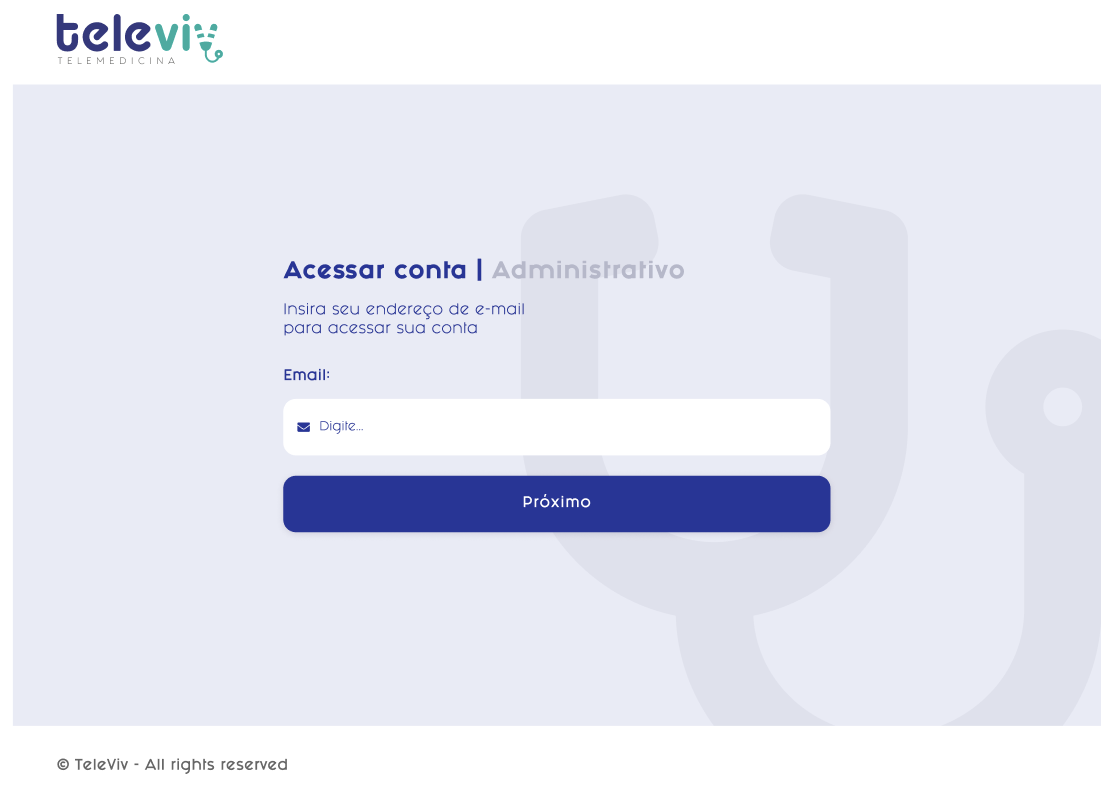 televiv
TELEMEDICINA
Acessar conta | Administrativo
Insira seu endereço de e-mail
para acessar sua conta
Email:
Digite...
Próximo
© TeleViv - All rights reserved